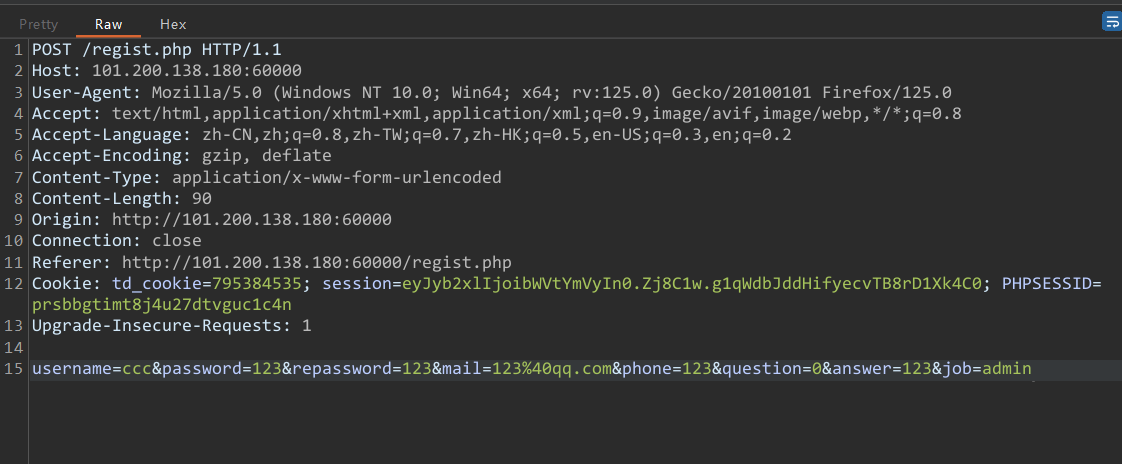 Pretty Raw Hex
1 POST /regist.php HTTP/1.1
2 Host: 101.200.138.180:60000
3 User-Agent: Mozilla/5.0 (Windows NT 10.0; Win64; x64; rv:125.0) Gecko/20100101 Firefox/125.0
4 Accept: text/html,application/xhtml+xml,application/xml;q=0.9,image/avif,image/webp,*/*;q=0.8
5 Accept-Language: zh-CN,zh;q=0.8,zh-TW;q=0.7,zh-HK;q=0.5,en-US;q=0.3,en;q=0.2
6 Accept-Encoding: gzip, deflate
7 Content-Type: application/x-www-form-urlencoded
8 Content-Length: 90
9 Origin: http://101.200.138.180:60000
10 Connection: close
11 Referer: http://101.200.138.180:60000/regist.php
12 Cookie: td_cookie=795384535; session=eyJyb2xlIjoibWVtYmVyIn0.Zj8C1w.g1qWdbJddHifyecvTB8rD1Xk4C0; PHPSESSID=
prsbbgtimt8j4u27dtvguc1c4n
13 Upgrade-Insecure-Requests: 1
14
15 username=ccc&password=123&repassword=123&mail=123%40qq.com&phone=123&question=0&answer=123&job=admin